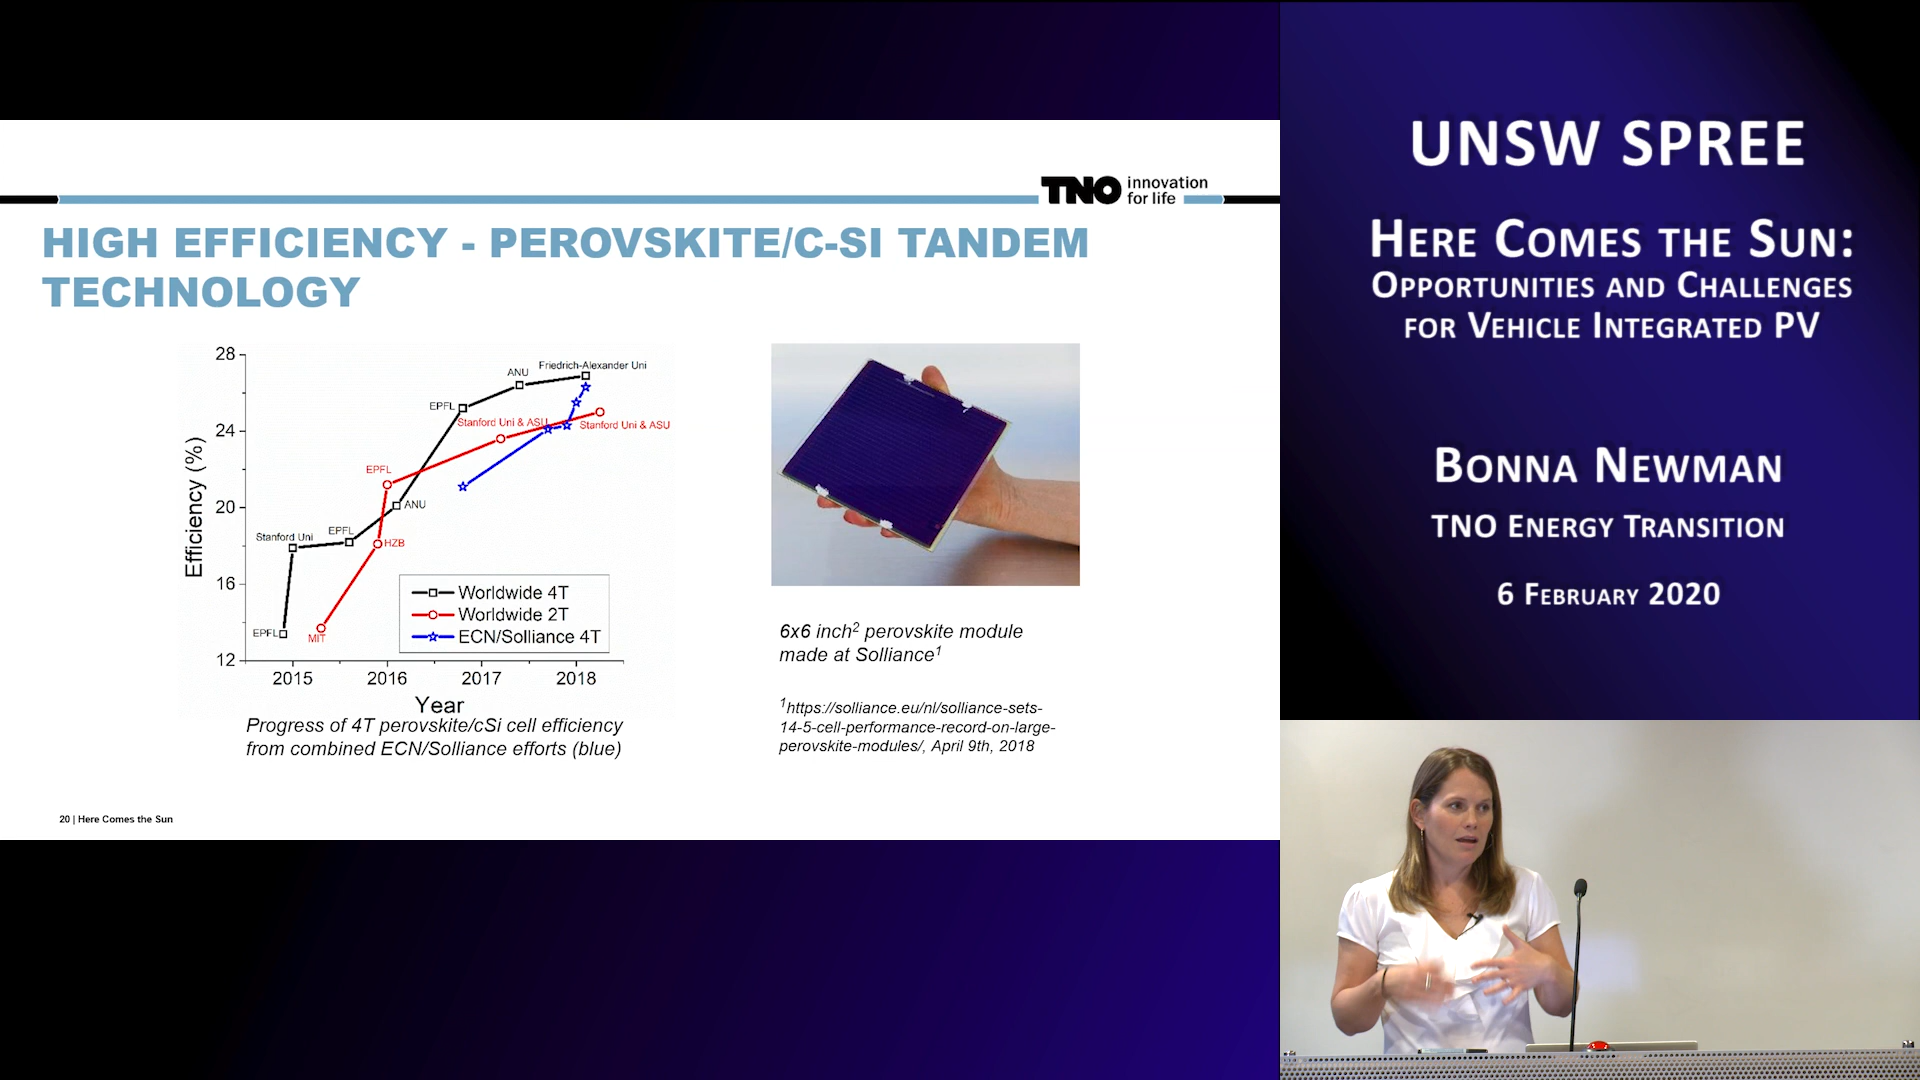 TNO innovation
for life
HIGH EFFICIENCY - PEROVSKITE/C-SI TANDEM
TECHNOLOGY
28
24
20
16
12
Efficiency (%)
2015 2016 2017 2018
Year
EPFL
Stanford Uni
EPFL
ANU
EPFL
ANU
Friedrich-Alexander Uni
MIT
HZB
EPFL
Stanford Uni & ASU
Stanford Uni & ASU
Worldwide 4T
Worldwide 2T
ECN/Solliance 4T
Progress of 4T perovskite/cSi cell efficiency
from combined ECN/Solliance efforts (blue)
6x6 inch² perovskite module
made at Solliance¹
¹https://solliance.eu/nl/solliance-sets-
14-5-cell-performance-record-on-large-
perovskite-modules/, April 9th, 2018
20 | Here Comes the Sun
UNSW SPREE
HERE COMES THE SUN:
OPPORTUNITIES AND CHALLENGES
FOR VEHICLE INTEGRATED PV
BONNA NEWMAN
TNO ENERGY TRANSITION
6 FEBRUARY 2020